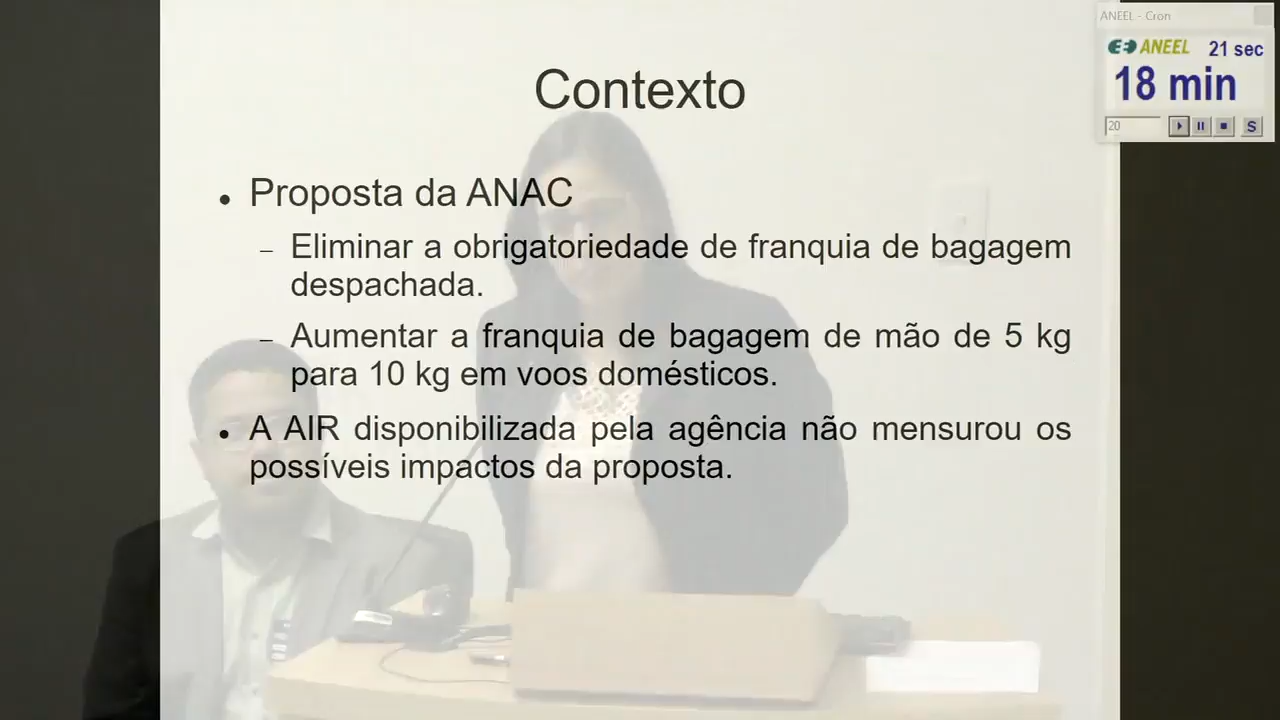 ANEEL - Cron
ANEEL 21 sec
18 min
20
S
Contexto
Proposta da ANAC
Eliminar a obrigatoriedade de franquia de bagagem
despachada.
Aumentar a franquia de bagagem de mão de 5 kg
para 10 kg em voos domésticos.
A AIR disponibilizada pela agência não mensurou os
possíveis impactos da proposta.